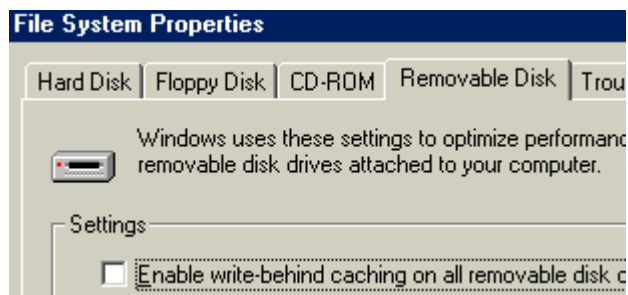 File System Properties
Hard Disk Floppy Disk CD-ROM Removable Disk
Windows uses these settings to optimize
removable disk drives attached to your computer.
Settings
Enable write-behind caching on all removable disk